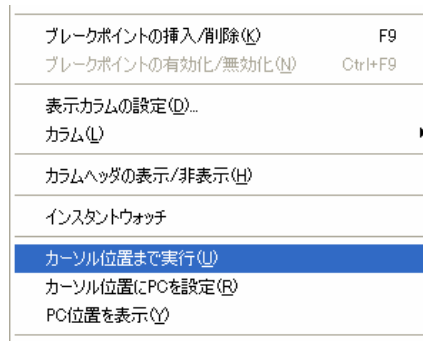 ブレークポイントの挿入/削除(K) F9
ブレークポイントの有効化/無効化(N) Ctrl+F9
表示カラムの設定(D)...
カラム(L)
カラムヘッダの表示/非表示(H)
インスタントウォッチ
カーソル位置まで実行(U)
カーソル位置にPCを設定(R)
PC位置を表示(Y)